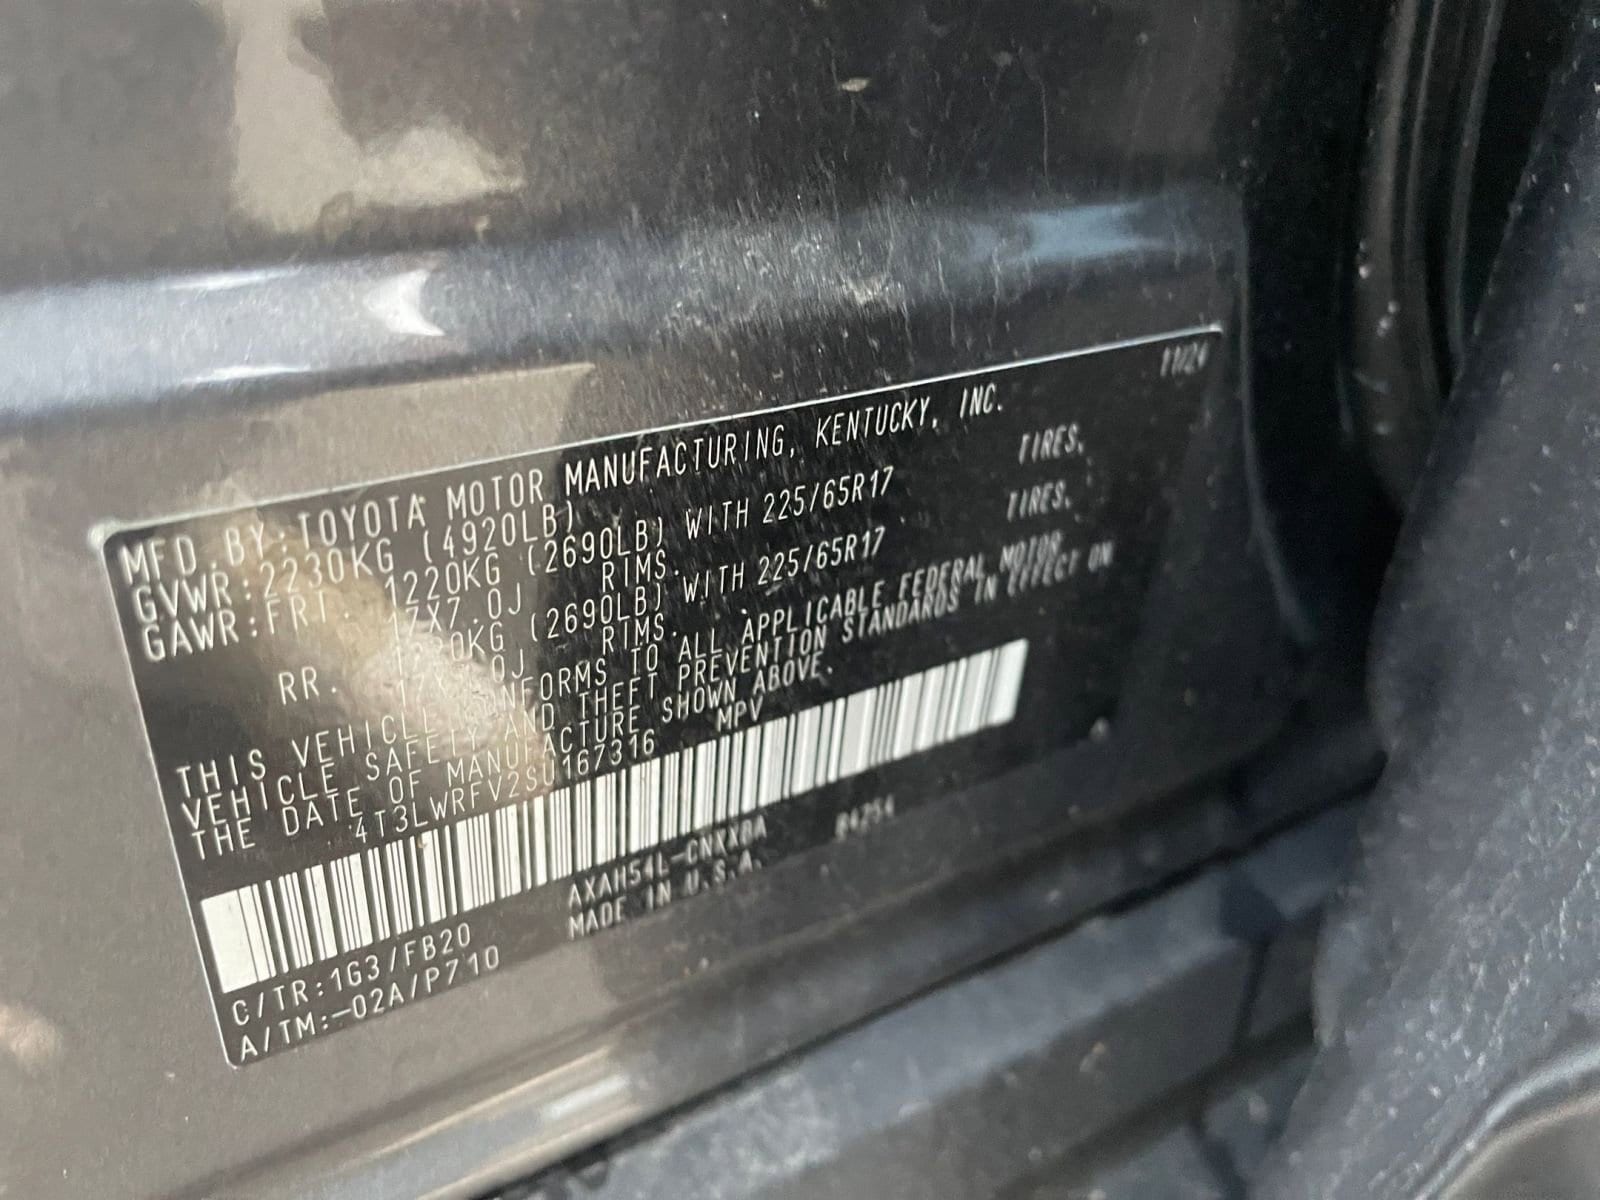 11/24
MFD.BY:TOYOTA MOTOR MANUFACTURING, KENTUCKY, INC.
GVWR:2230KG (4920LB)
GAWR:FRT. 1220KG (2690LB) WITH 225/65R17 TIRES.
17X7.0J RIMS.
RR. 1220KG (2690LB) WITH 225/65R17 TIRES.
17X7.0J RIMS.
THIS VEHICLE CONFORMS TO ALL APPLICABLE FEDERAL MOTOR
VEHICLE SAFETY AND THEFT PREVENTION STANDARDS IN EFFECT ON
THE DATE OF MANUFACTURE SHOWN ABOVE.
4T3LWRFV2SU167316 MPV
C/TR:1G3/FB20 AXAH54L-CNXXBA 84254
A/TM:-02A/P710 MADE IN U.S.A.